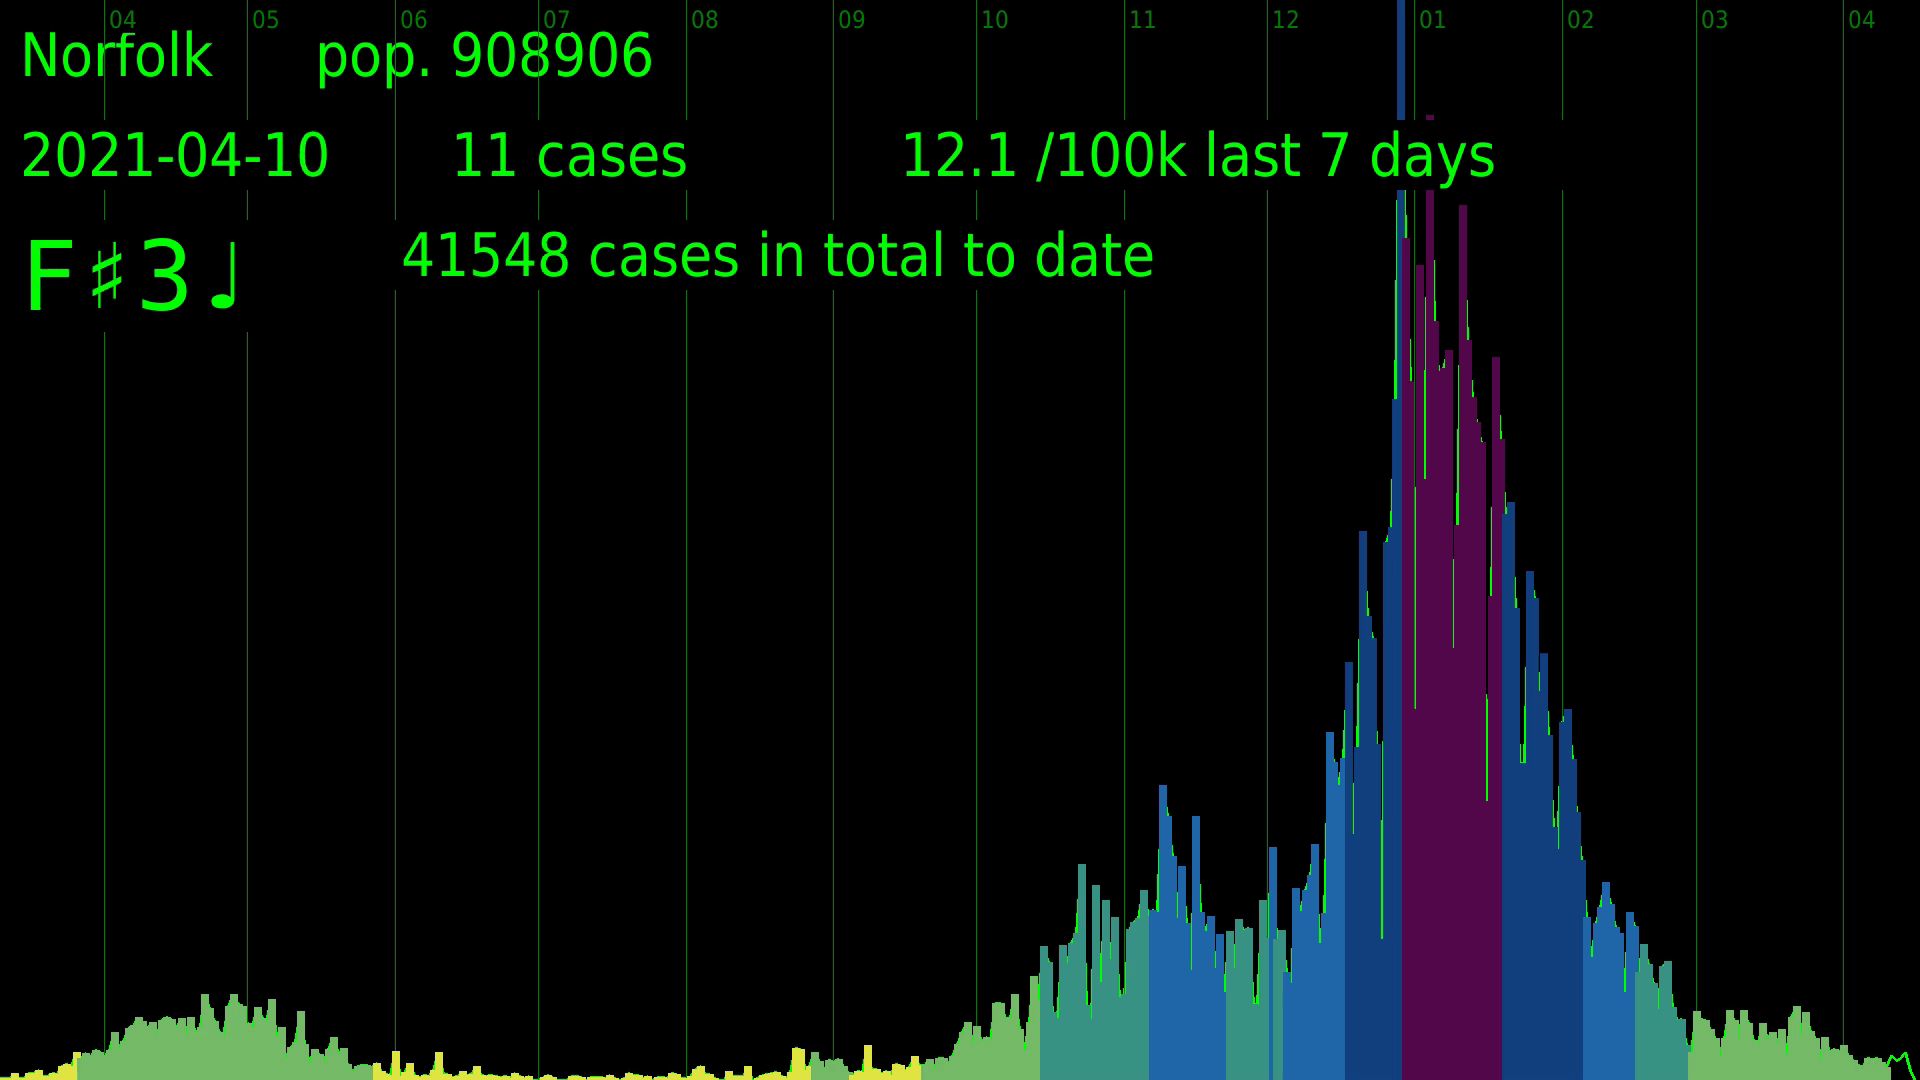 04 05 06 07 08 09 10 11 12 01 02 03 04
Norfolk pop. 908906
2021-04-10 11 cases 12.1 /100k last 7 days
F♯3♩ 41548 cases in total to date